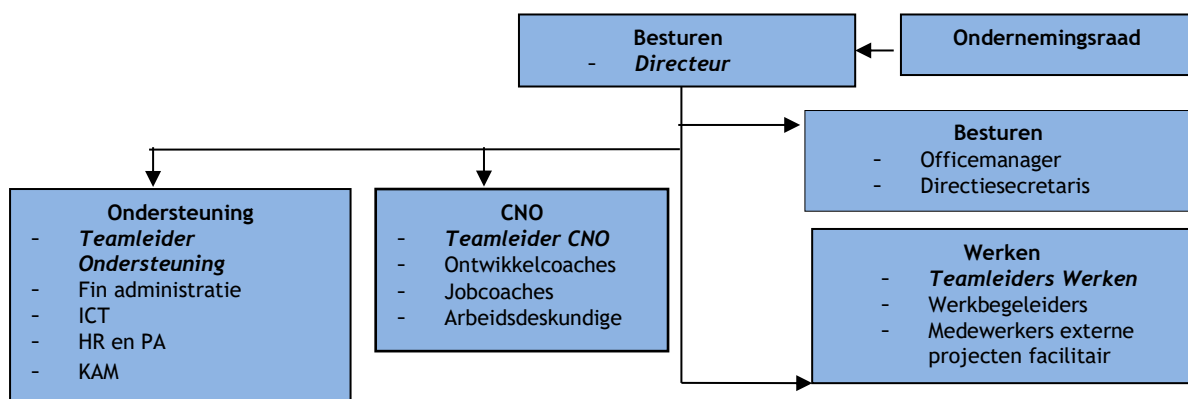 Besturen
- Directeur
Ondernemingsraad
Besturen
- Officemanager
- Directiesecretaris
Ondersteuning
- Teamleider
Ondersteuning
- Fin administratie
- ICT
- HR en PA
- KAM
CNO
- Teamleider CNO
- Ontwikkelcoaches
- Jobcoaches
- Arbeidsdeskundige
Werken
- Teamleiders Werken
- Werkbegeleiders
- Medewerkers externe
projecten facilitair